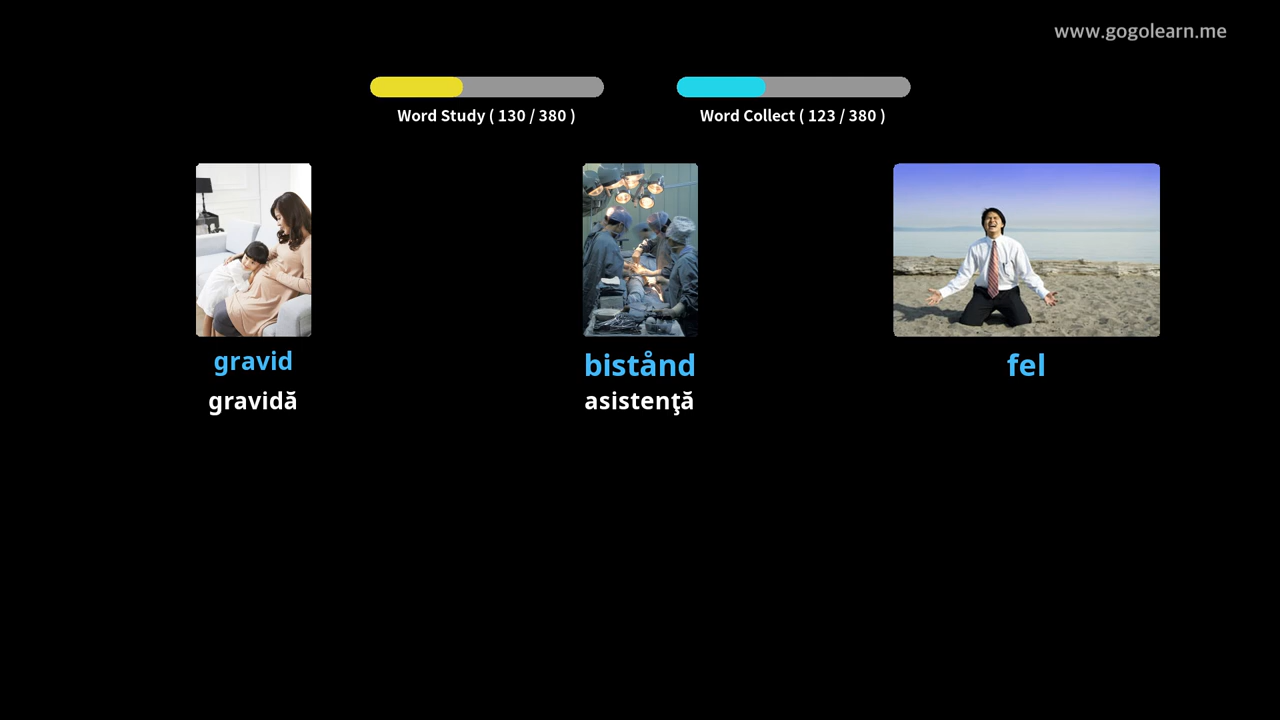 www.gogolearn.me
Word Study ( 130 / 380 )
Word Collect ( 123 / 380 )
gravid
bistånd
fel
gravidă
asistenţă